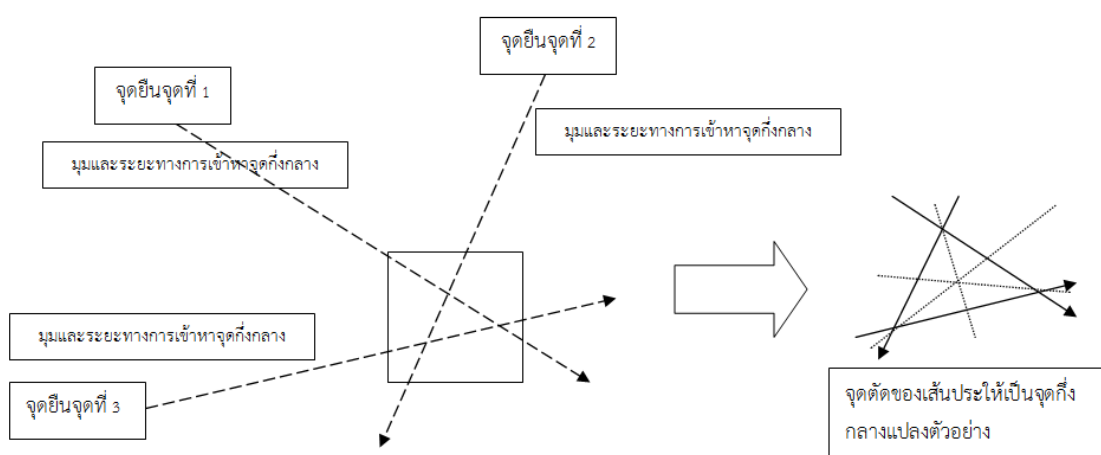 จุดยืนจุดที่ 2
จุดยืนจุดที่ 1
มุมและระยะทางการเข้าหาจุดกึ่งกลาง
มุมและระยะทางการเข้าหาจุดกึ่งกลาง
มุมและระยะทางการเข้าหาจุดกึ่งกลาง
จุดยืนจุดที่ 3
จุดตัดของเส้นประให้เป็นจุดกึ่ง
กลางแปลงตัวอย่าง